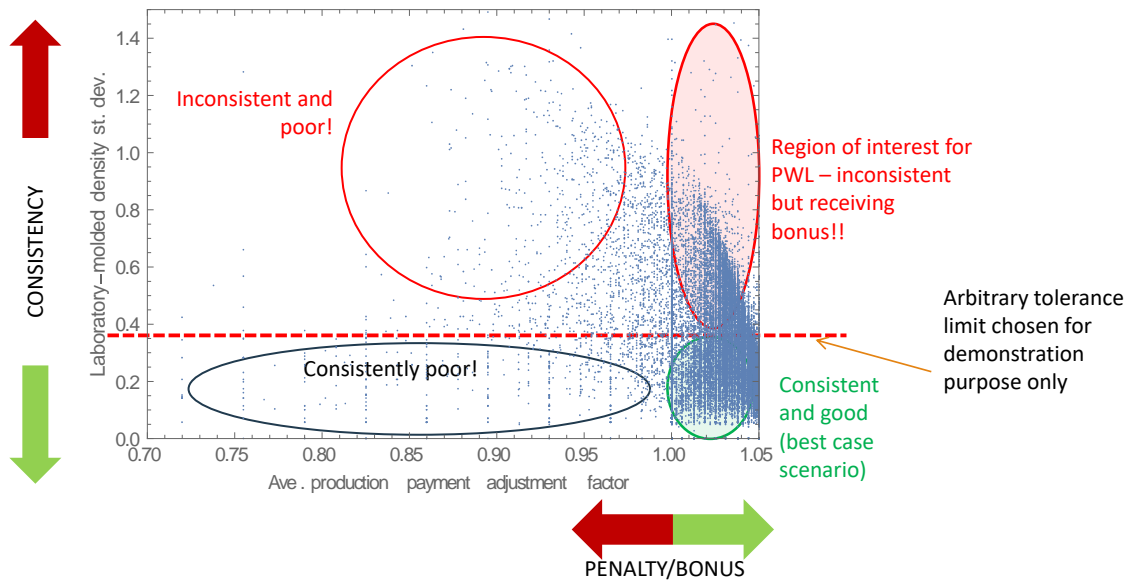 CONSISTENCY
Laboratory-molded density st. dev.
1.4
1.2
1.0
0.8
0.6
0.4
0.2
0.0
0.70
0.75
0.80
0.85
0.90
0.95
1.00
1.05
Ave. production payment adjustment factor
Inconsistent and
poor!
Consistently poor!
Region of interest for
PWL – inconsistent
but receiving
bonus!!
Arbitrary tolerance
limit chosen for
demonstration
purpose only
Consistent
and good
(best case
scenario)
PENALTY/BONUS